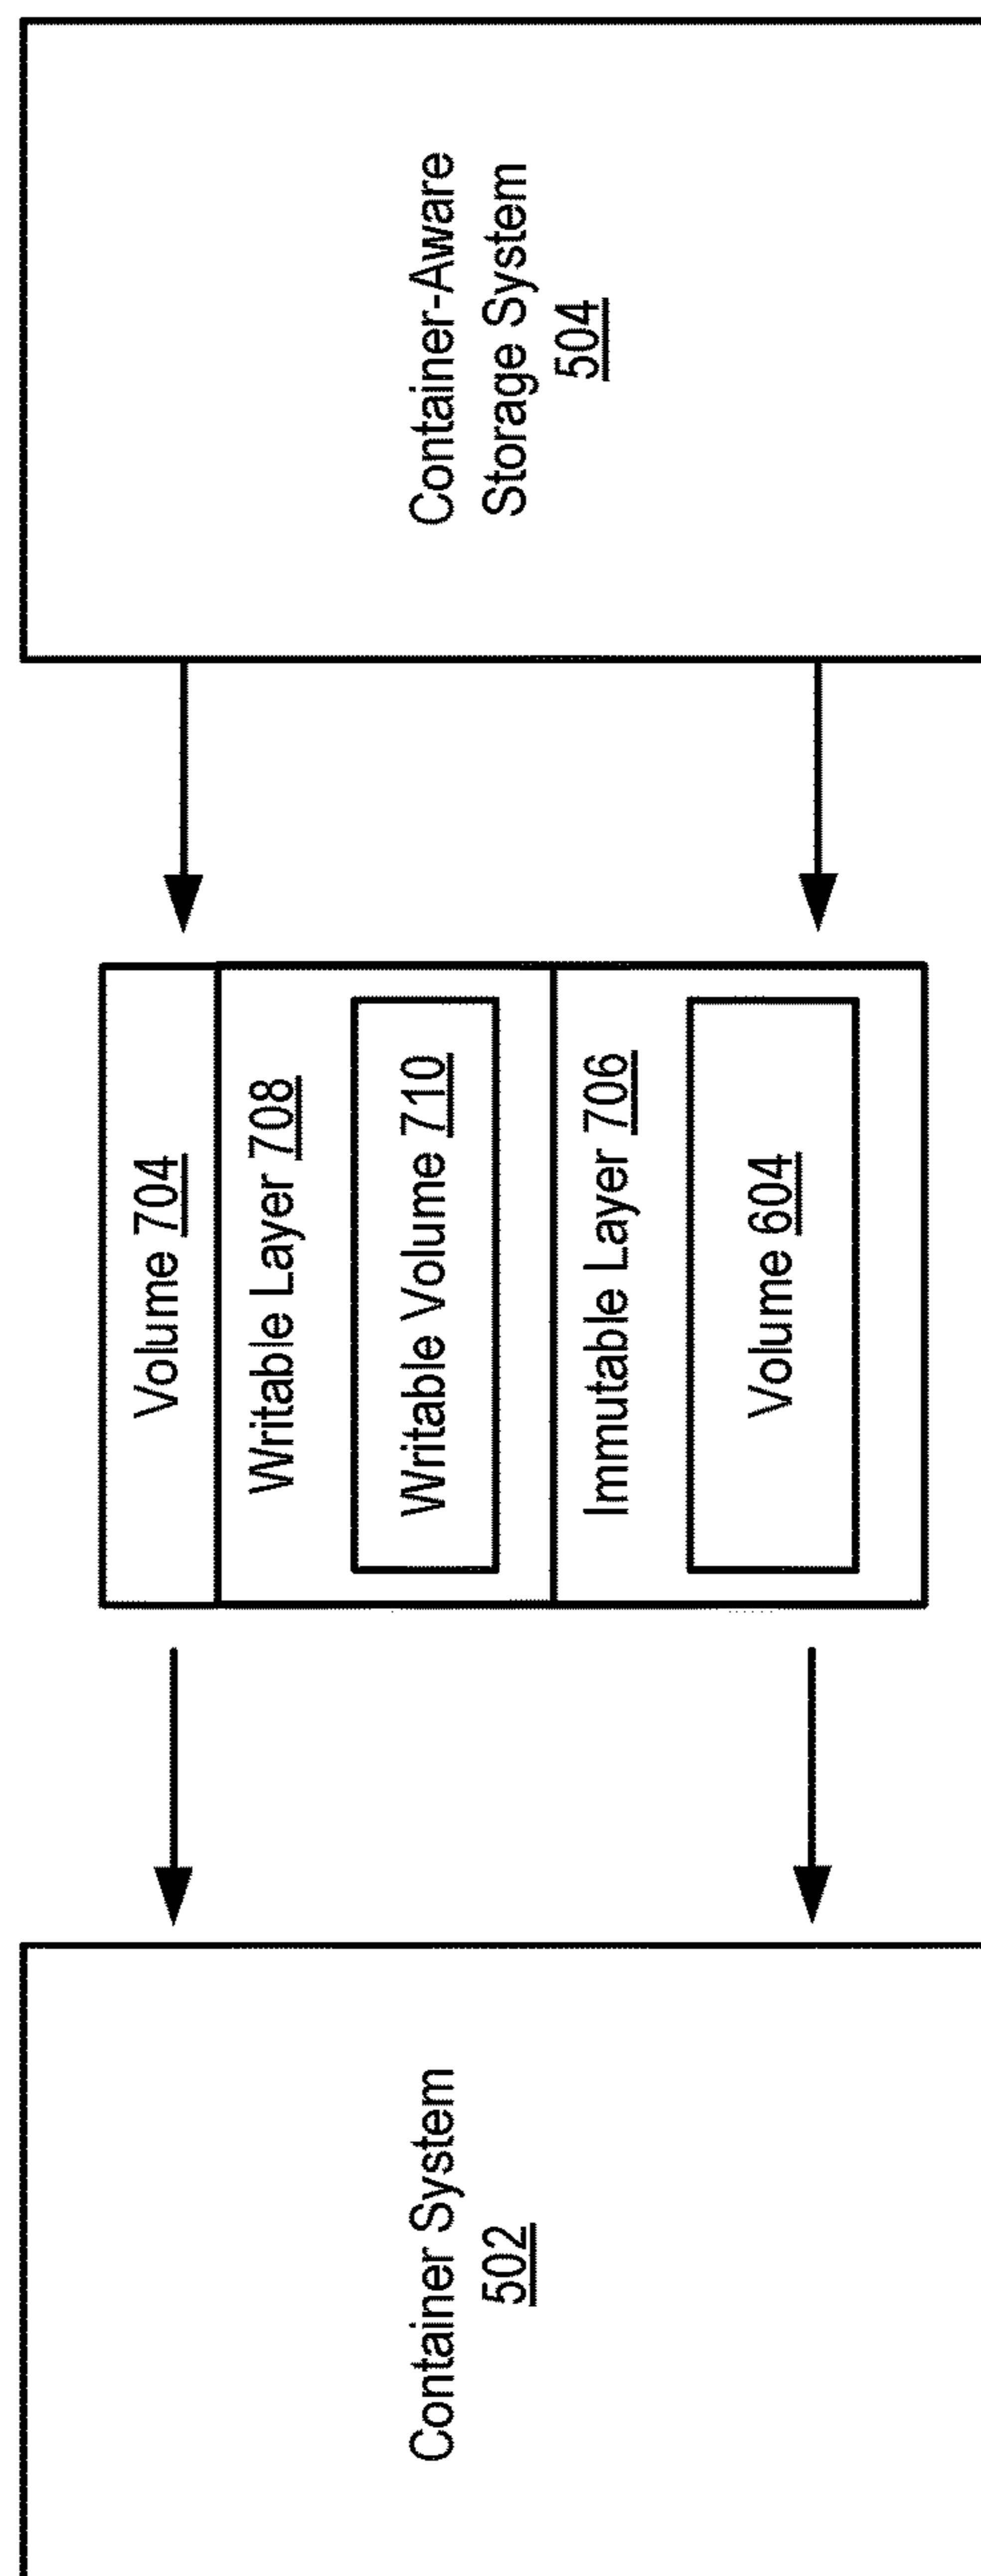 Container System
502
Volume 704
Writable Layer 708
Writable Volume 710
Immutable Layer 706
Volume 604
Container-Aware
Storage System
504